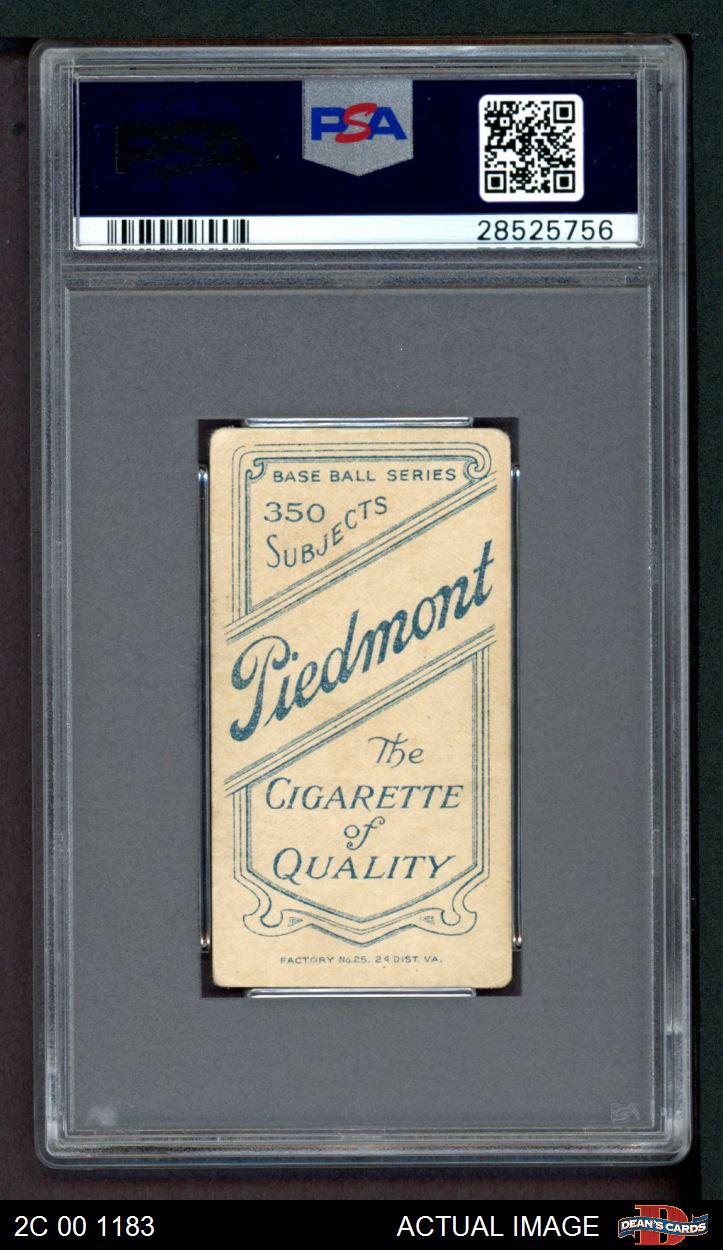 PSA
28525756
BASE BALL SERIES
350
SUBJECTS
Piedmont
The
CIGARETTE
of
QUALITY
FACTORY No 25. 2d DIST. VA.
2C 00 1183
ACTUAL IMAGE
D
DEAN'S CARDS